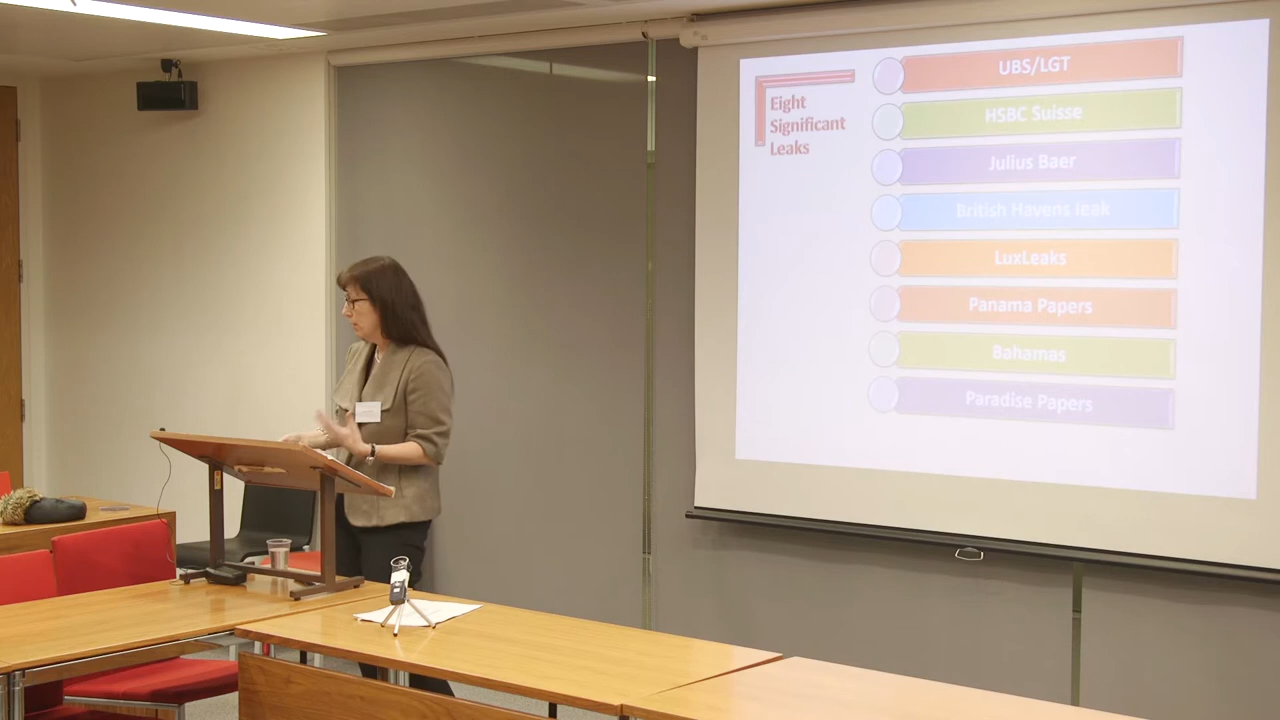 Eight
Significant
Leaks
UBS/LGT
HSBC Suisse
Julius Baer
British Havens leak
LuxLeaks
Panama Papers
Bahamas
Paradise Papers